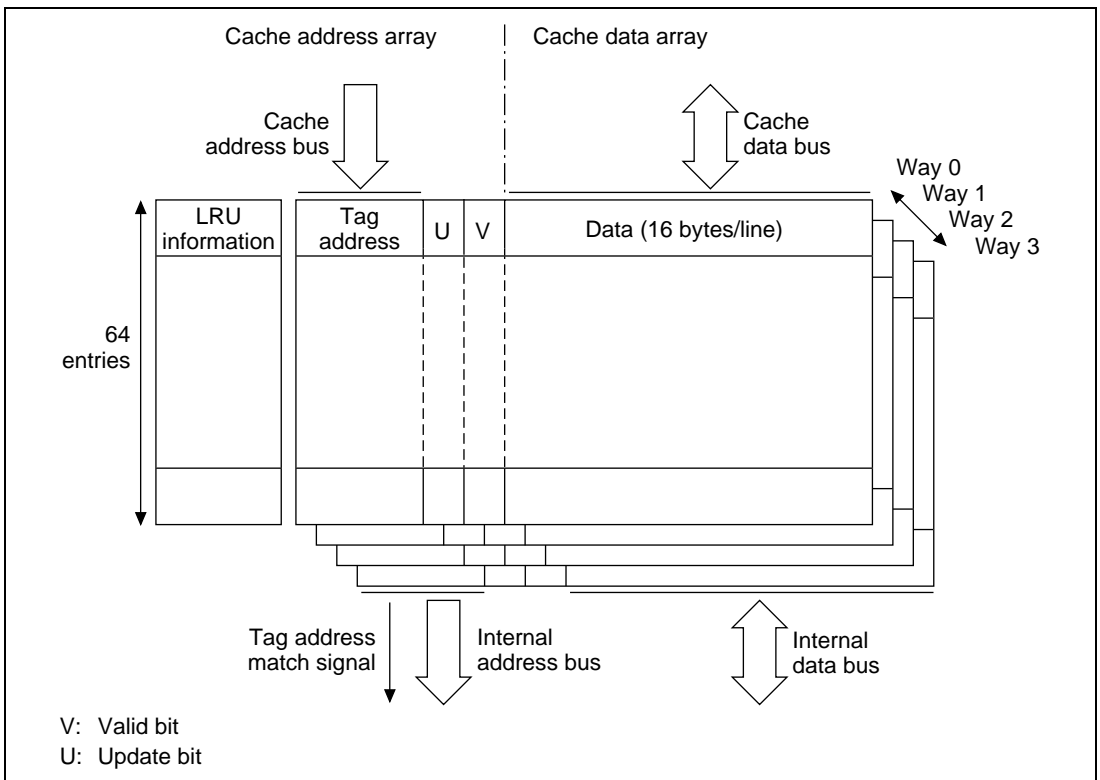 Cache address array
Cache data array
Cache
address bus
Cache
data bus
Way 0
Way 1
Way 2
Way 3
LRU
information
Tag
address
U
V
Data (16 bytes/line)
64
entries
Tag address
match signal
Internal
address bus
Internal
data bus
V: Valid bit
U: Update bit